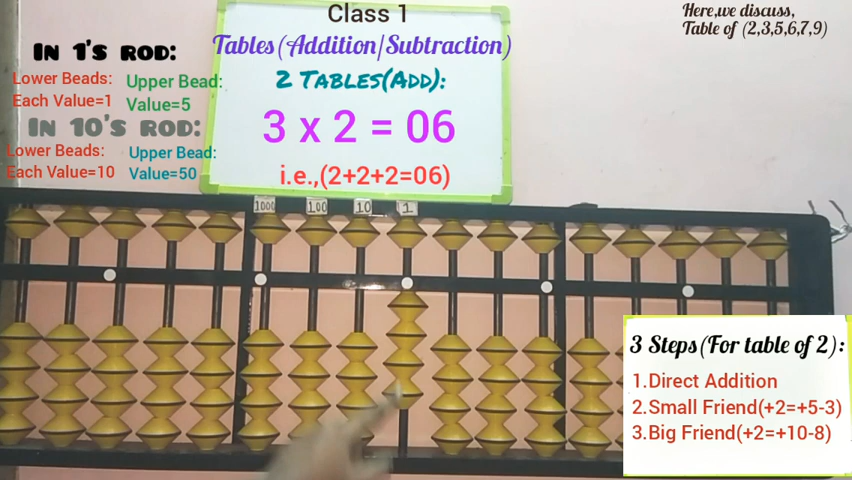 Class 1
Here,we discuss,
Table of (2,3,5,6,7,9)
Tables(Addition/Subtraction)
In 1's rod:
2 Tables(Add):
Lower Beads:
Each Value=1
Upper Bead:
Value=5
3 x 2 = 06
In 10's rod:
Lower Beads:
Each Value=10
Upper Bead:
Value=50
i.e.,(2+2+2=06)
1000
100
10
1
3 Steps(For table of 2):
1.Direct Addition
2.Small Friend(+2=+5-3)
3.Big Friend(+2=+10-8)